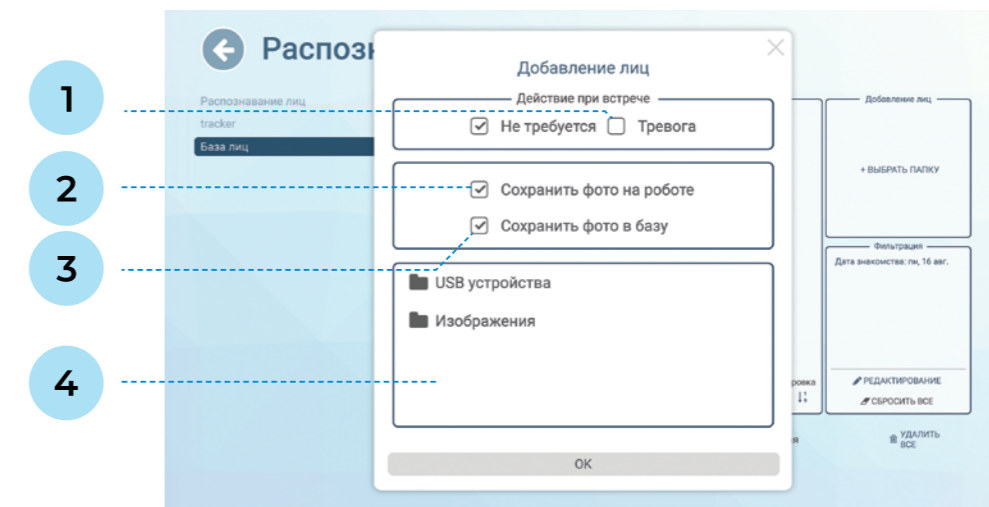 1
2
3
4
Распозн
Распознавание лиц
tracker
База лиц
Добавление лиц
Действие при встрече
Не требуется Тревога
Сохранить фото на роботе
Сохранить фото в базу
USB устройства
Изображения
OK
Добавление лиц
+ ВЫБРАТЬ ПАПКУ
Фильтрация
Дата знакомства: пн, 16 авг.
РЕДАКТИРОВАНИЕ
СБРОСИТЬ ВСЕ
ровка
я
УДАЛИТЬ
ВСЕ